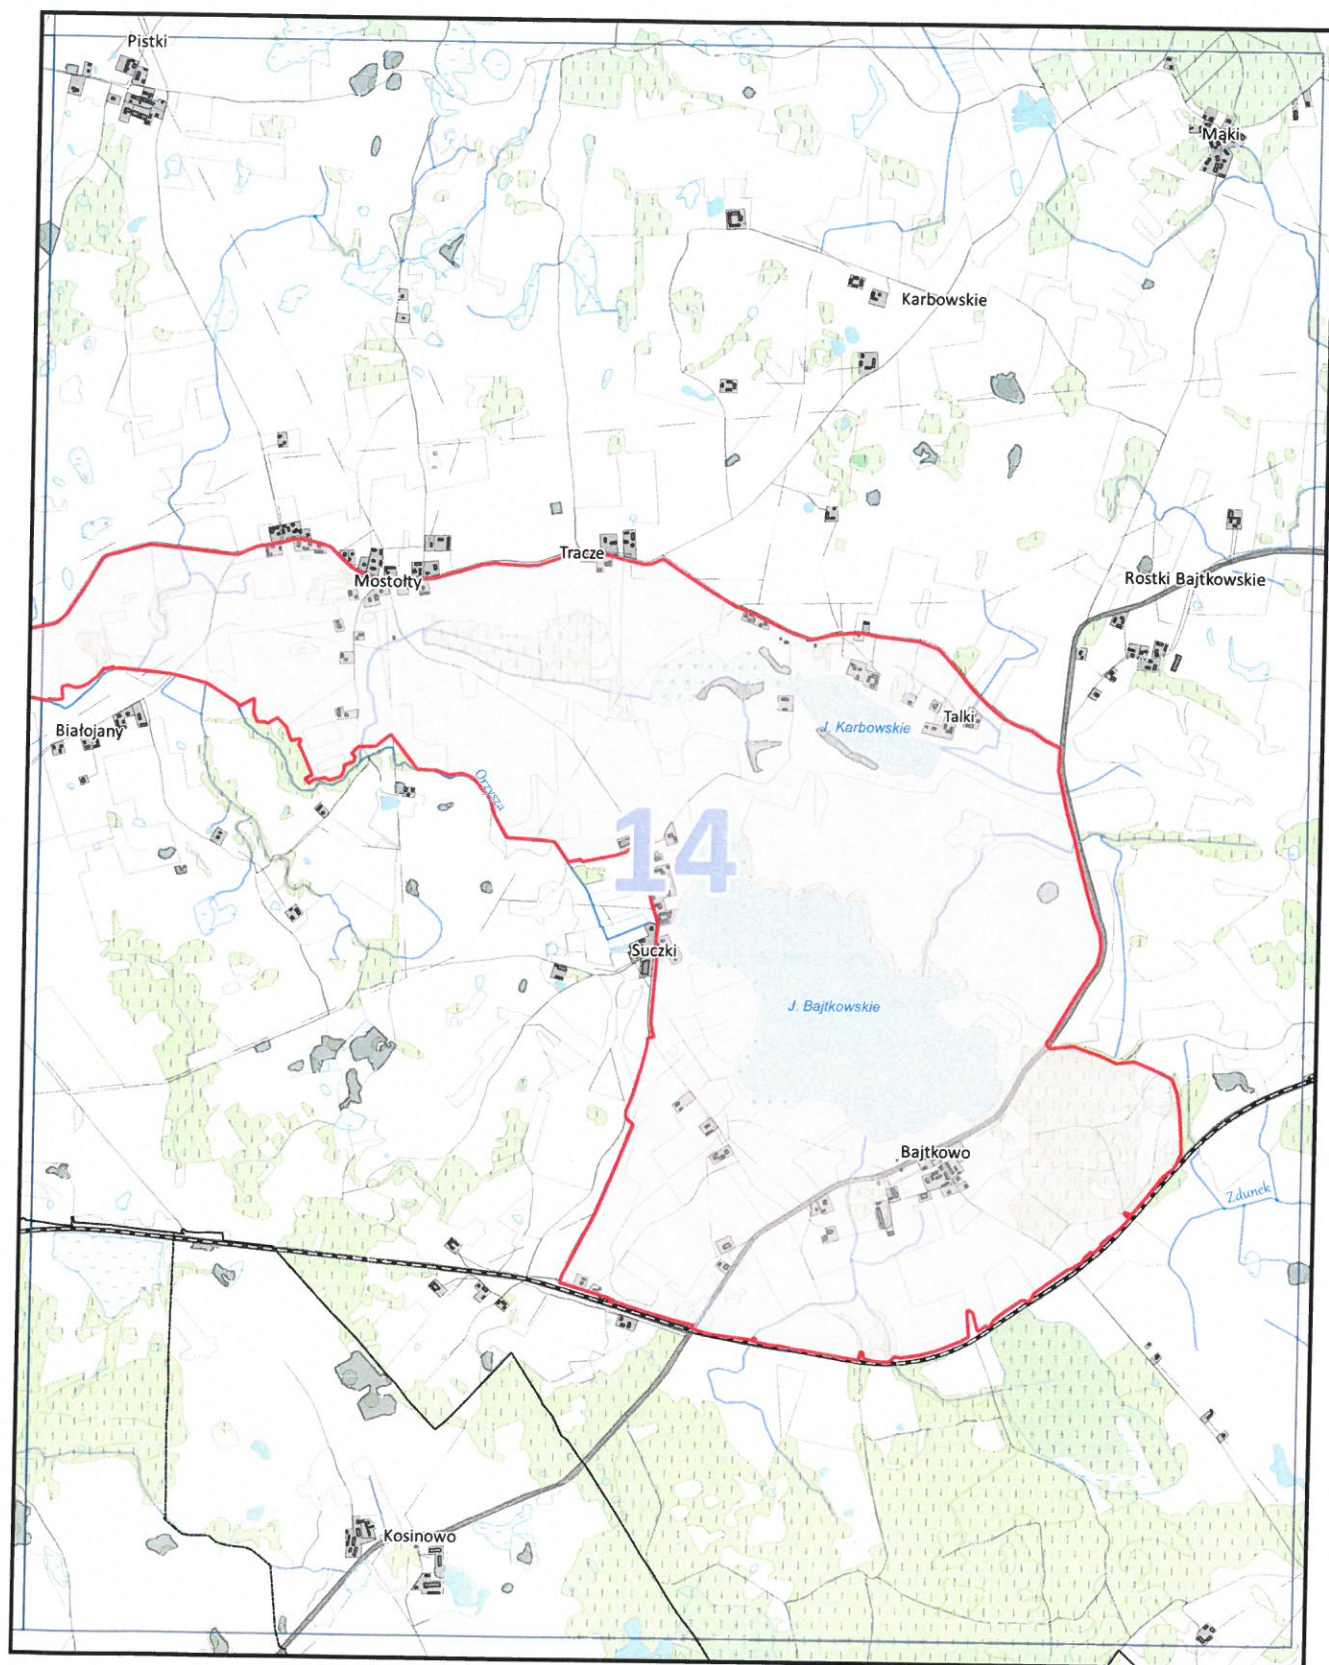 Pistki
Mąki
Karbowskie
Tracze
Mostołty
Rostki Bajtkowskie
Białojany
Talki
J. Karbowskie
Orzysza
14
Suczki
J. Bajtkowskie
Bajtkowo
Zdunek
Kosinowo